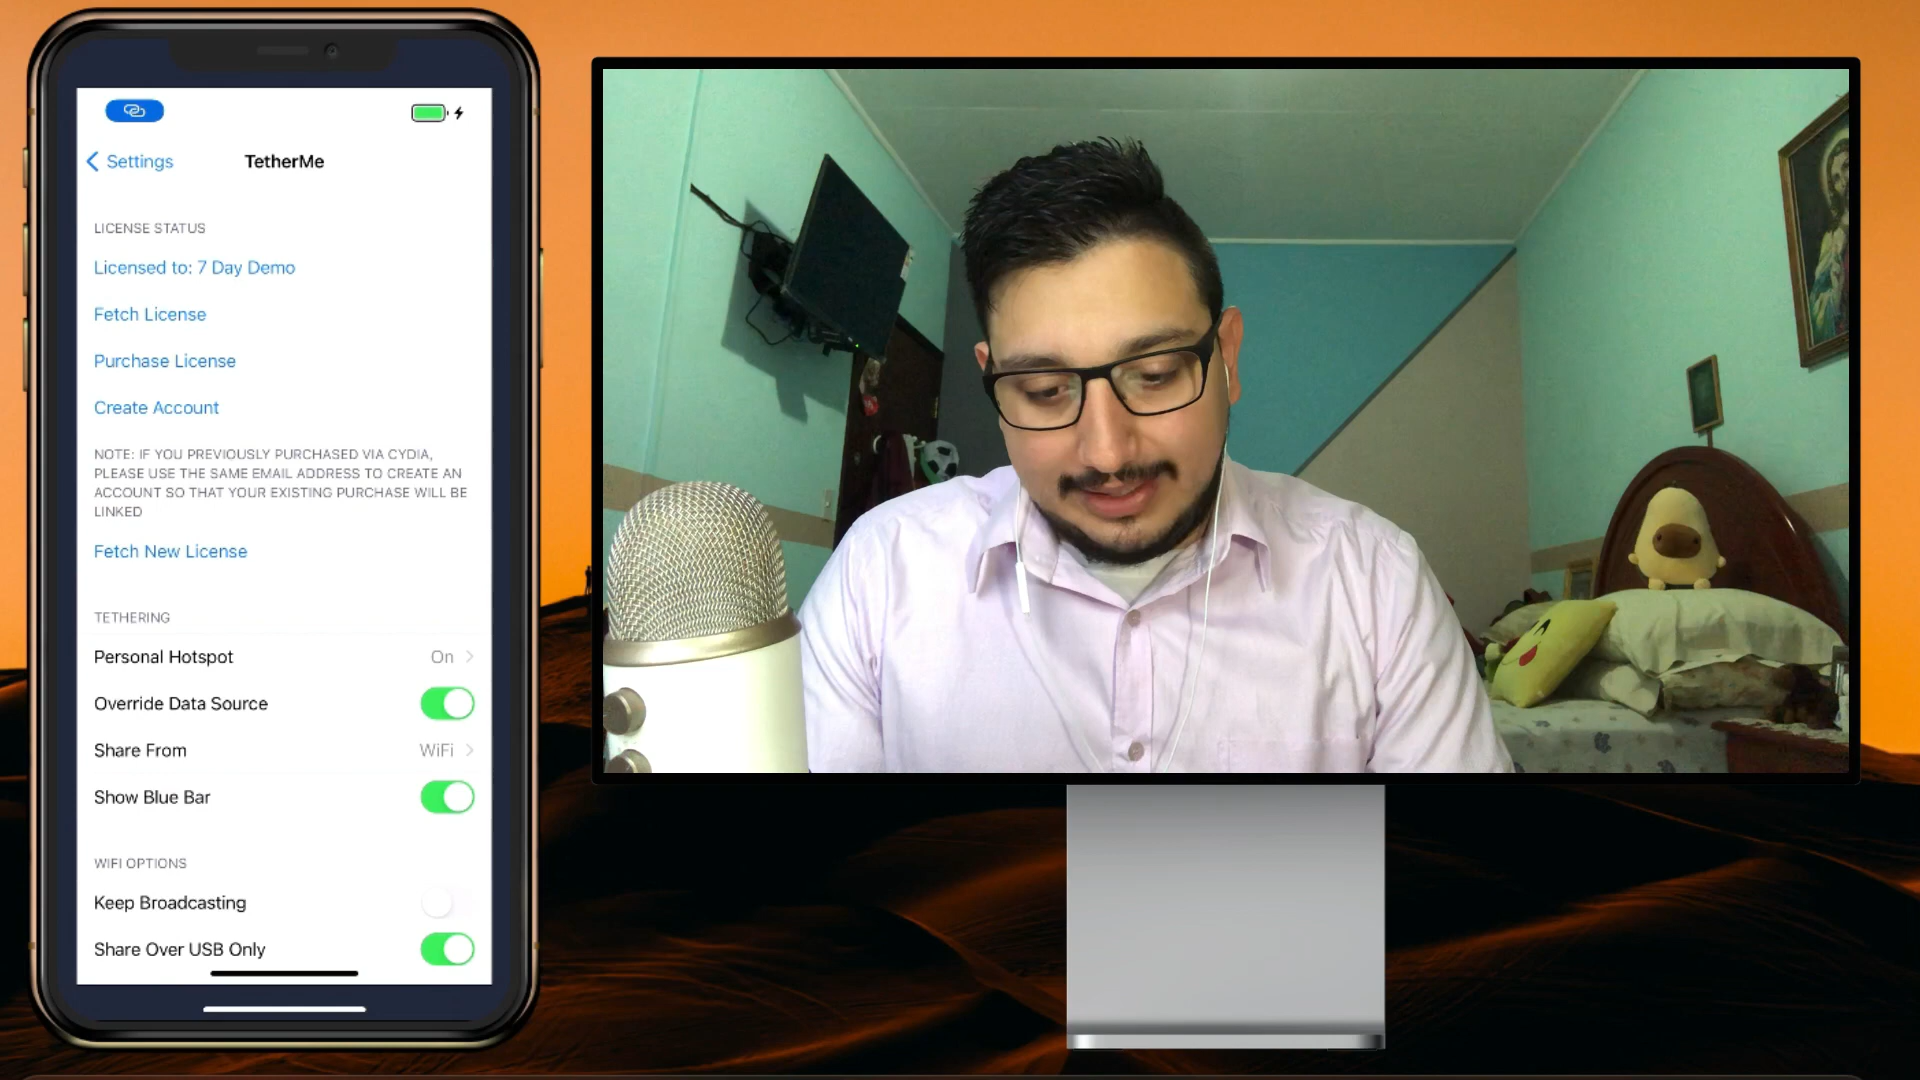 Settings
TetherMe
LICENSE STATUS
Licensed to: 7 Day Demo
Fetch License
Purchase License
Create Account
NOTE: IF YOU PREVIOUSLY PURCHASED VIA CYDIA,
PLEASE USE THE SAME EMAIL ADDRESS TO CREATE AN
ACCOUNT SO THAT YOUR EXISTING PURCHASE WILL BE
LINKED
Fetch New License
TETHERING
Personal Hotspot On
Override Data Source
Share From WiFi
Show Blue Bar
WIFI OPTIONS
Keep Broadcasting
Share Over USB Only